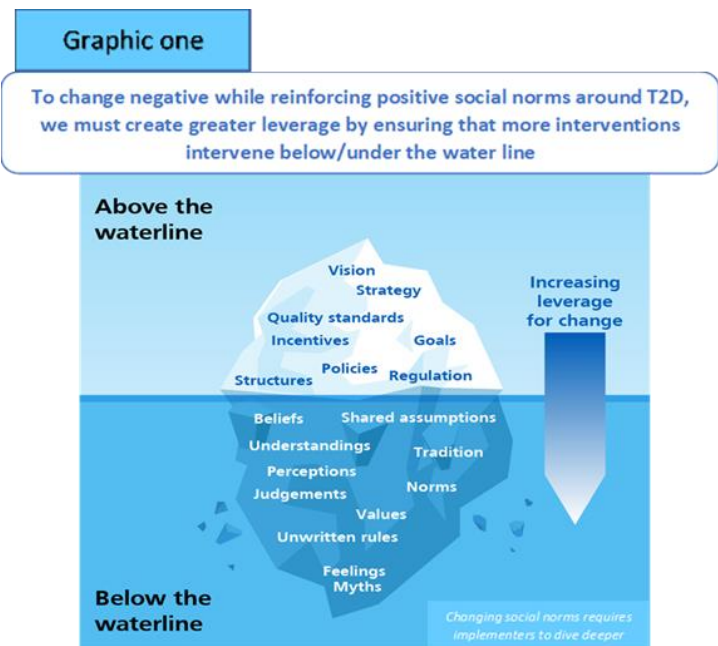 Graphic one
To change negative while reinforcing positive social norms around T2D,
we must create greater leverage by ensuring that more interventions
intervene below/under the water line
Above the
waterline
Vision
Strategy
Quality standards
Incentives
Goals
Policies
Structures
Regulation
Increasing
leverage
for change
Beliefs
Shared assumptions
Understandings
Tradition
Perceptions
Judgements
Norms
Values
Unwritten rules
Feelings
Myths
Below the
waterline
Changing social norms requires
implementers to dive deeper